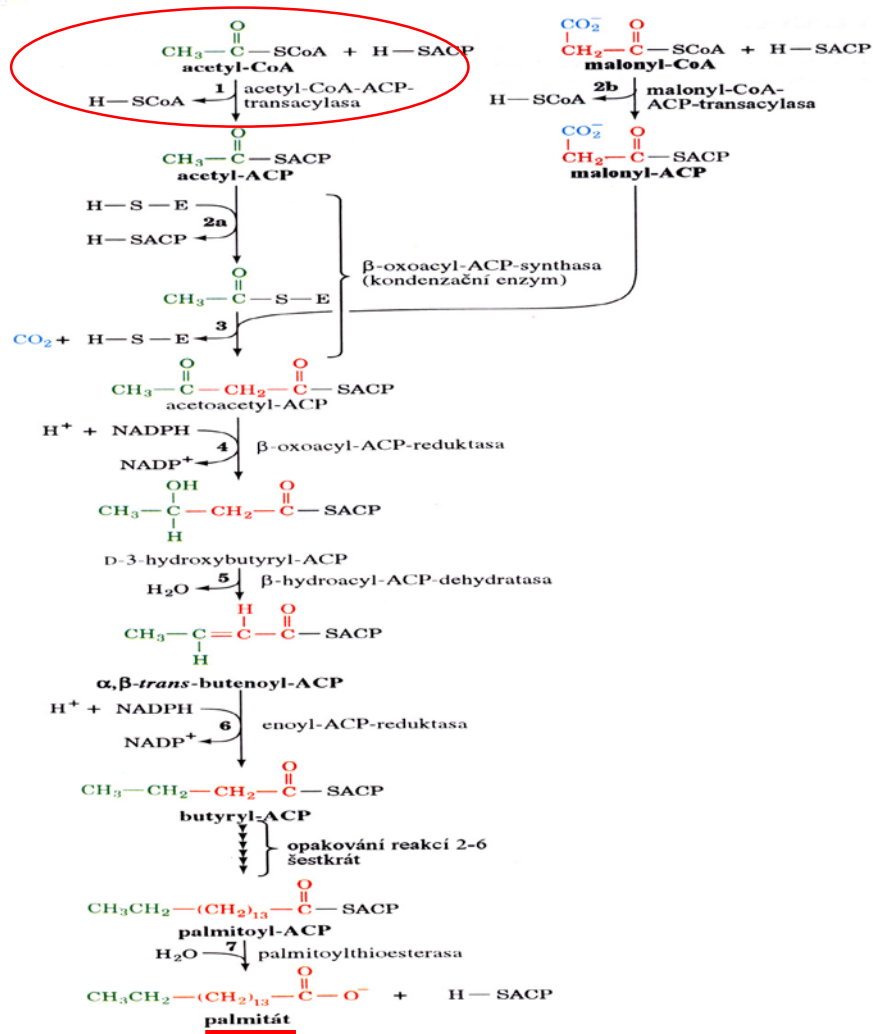 O
CH₃—C—SCoA + H—SACP
acetyl-CoA
1 acetyl-CoA-ACP-
transacylasa
H—SCoA
O
CH₃—C—SACP
acetyl-ACP
CO₂⁻ O
CH₂—C—SCoA + H—SACP
malonyl-CoA
2b malonyl-CoA-
ACP-transacylasa
H—SCoA
CO₂⁻ O
CH₂—C—SACP
malonyl-ACP
H—S—E
2a
H—SACP
β-oxoacyl-ACP-synthasa
(kondenzační enzym)
O
CH₃—C—S—E
3
CO₂ + H—S—E
O O
CH₃—C—CH₂—C—SACP
acetoacetyl-ACP
H⁺ + NADPH
4 β-oxoacyl-ACP-reduktasa
NADP⁺
OH O
CH₃—C—CH₂—C—SACP
H
D-3-hydroxybutyryl-ACP
5 β-hydroacyl-ACP-dehydratasa
H₂O
H O
CH₃—C=C—C—SACP
H
α,β-trans-butenoyl-ACP
H⁺ + NADPH
6 enoyl-ACP-reduktasa
NADP⁺
O
CH₃—CH₂—CH₂—C—SACP
butyryl-ACP
opakování reakcí 2-6
šestkrát
O
CH₃CH₂—(CH₂)₁₃—C—SACP
palmitoyl-ACP
H₂O 7 palmitoylthioesterasa
O
CH₃CH₂—(CH₂)₁₃—C—O⁻ + H—SACP
palmitát